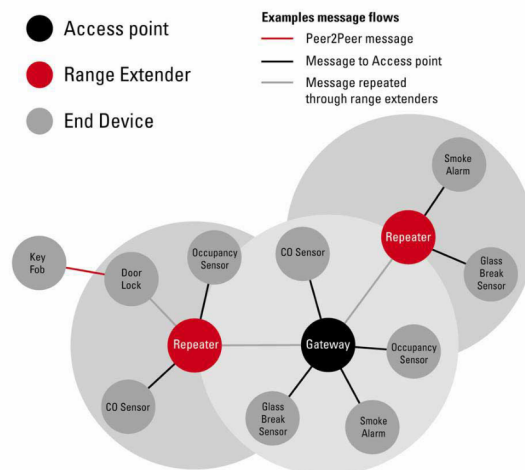 Access point
Range Extender
End Device
Examples message flows
Peer2Peer message
Message to Access point
Message repeated
through range extenders
Smoke
Alarm
Repeater
Glass
Break
Sensor
Key
Fob
Door
Lock
Occupancy
Sensor
CO Sensor
Repeater
Gateway
Occupancy
Sensor
CO Sensor
Glass
Break
Sensor
Smoke
Alarm